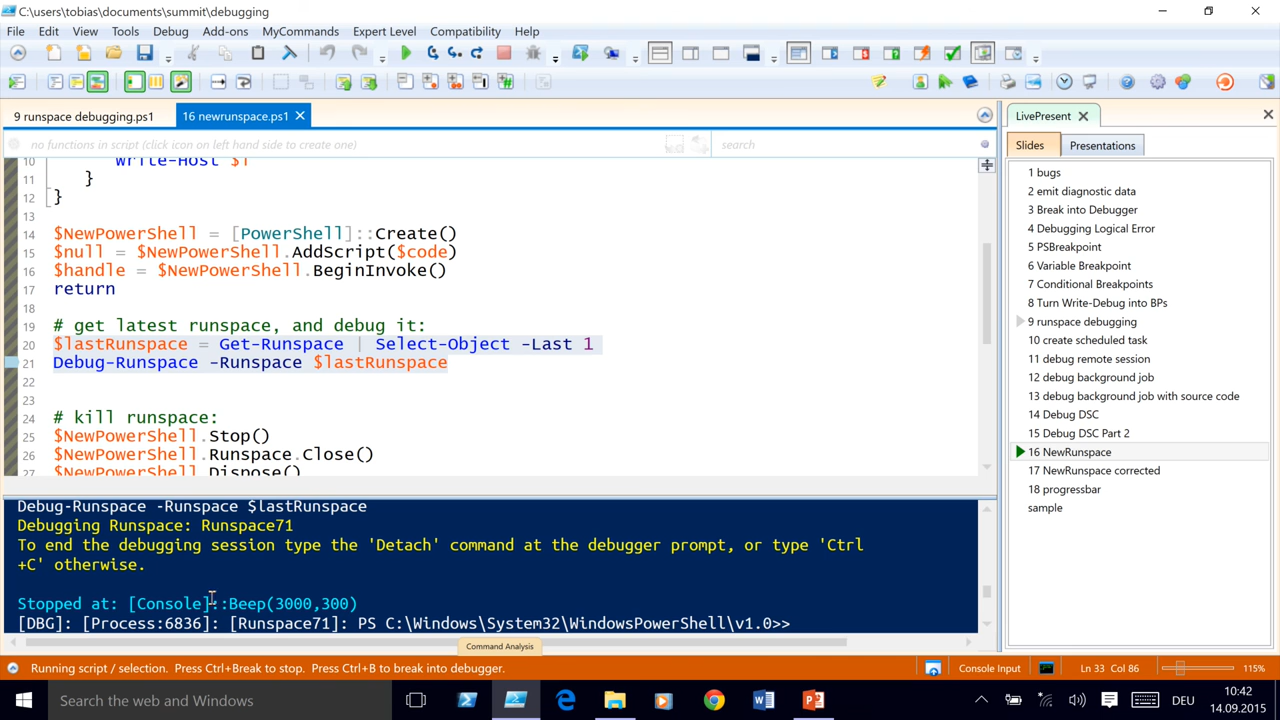 C:\users\tobias\documents\summit\debugging
File Edit View Tools Debug Favorites Add-ons MyCommands Expert Level Compatibility Help
9 runspace debugging.ps1 16 newrunspace.ps1
no functions in script (click icon on left hand side to create one) search
10 Write-Host $T
11 }
12 }
13
14 $NewPowerShell = [PowerShell]::Create()
15 $null = $NewPowerShell.AddScript($code)
16 $handle = $NewPowerShell.BeginInvoke()
17 return
18
19 # get latest runspace, and debug it:
20 $lastRunspace = Get-Runspace | Select-Object -Last 1
21 Debug-Runspace -Runspace $lastRunspace
22
23
24 # kill runspace:
25 $NewPowerShell.Stop()
26 $NewPowerShell.Runspace.Close()
27 $NewPowerShell.Dispose()
Debug-Runspace -Runspace $lastRunspace
Debugging Runspace: Runspace71
To end the debugging session type the 'Detach' command at the debugger prompt, or type 'Ctrl
+C' otherwise.
Stopped at: [Console]::Beep(3000,300)
[DBG]: [Process:6836]: [Runspace71]: PS C:\Windows\System32\WindowsPowerShell\v1.0>>
Command Analysis
LivePresent
Slides Presentations
1 bugs
2 emit diagnostic data
3 Break into Debugger
4 Debugging Logical Error
5 PSBreakpoint
6 Variable Breakpoint
7 Conditional Breakpoints
8 Turn Write-Debug into BPs
9 runspace debugging
10 create scheduled task
11 debug remote session
12 debug background job
13 debug background job with source code
14 Debug DSC
15 Debug DSC Part 2
16 NewRunspace
17 NewRunspace corrected
18 progressbar
sample
Running script / selection. Press Ctrl+Break to stop. Press Ctrl+B to break into debugger. Console Input Ln 33 Col 86 115%
Search the web and Windows DEU 10:42
14.09.2015